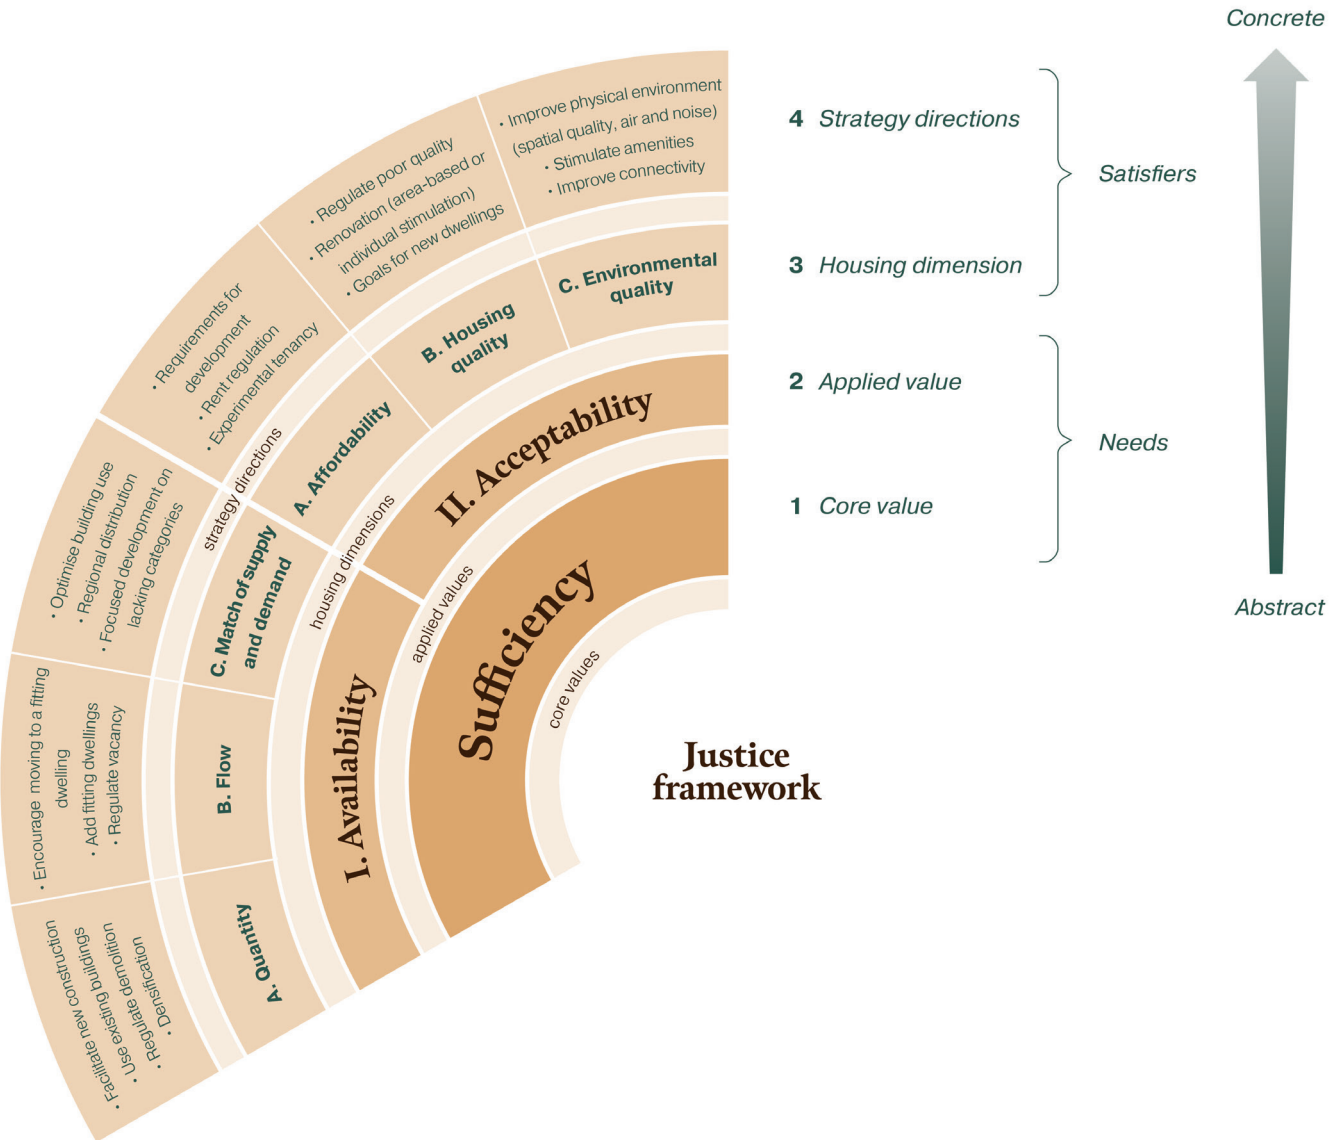 Concrete
4 Strategy directions
Satisfiers
3 Housing dimension
2 Applied value
Needs
1 Core value
Abstract
• Improve physical environment
(spatial quality, air and noise)
• Stimulate amenities
• Improve connectivity
• Regulate poor quality
• Renovation (area-based or
individual stimulation)
• Goals for new dwellings
• Requirements for
development
• Rent regulation
• Experimental tenancy
• Optimise building use
• Regional distribution
• Focused development on
lacking categories
• Encourage moving to a fitting
dwelling
• Add fitting dwellings
• Regulate vacancy
• Facilitate new construction
• Use existing buildings
• Regulate demolition
• Densification
strategy directions
C. Environmental
quality
B. Housing
quality
A. Affordability
C. Match of supply
and demand
B. Flow
A. Quantity
housing dimensions
II. Acceptability
I. Availability
applied values
Sufficiency
core values
Justice
framework